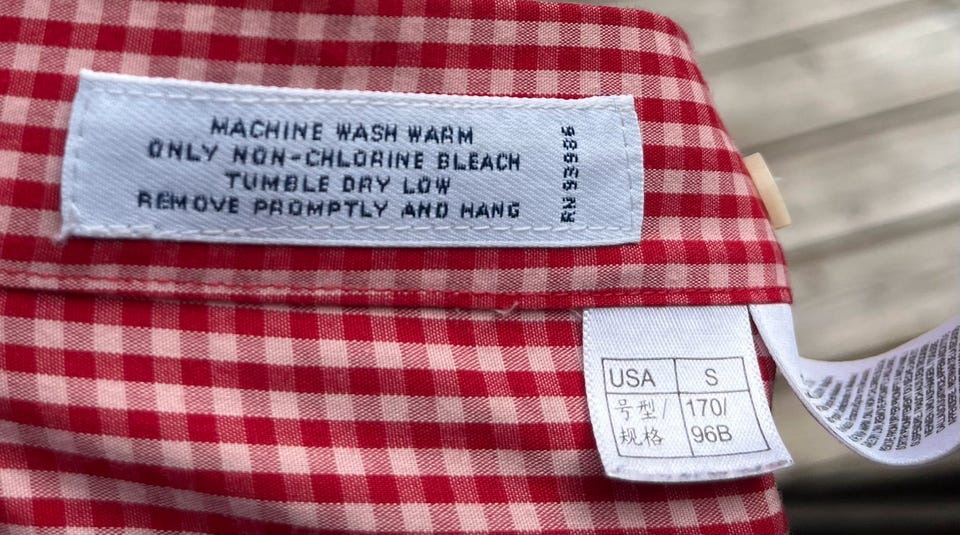 MACHINE WASH WARM
ONLY NON-CHLORINE BLEACH
TUMBLE DRY LOW
REMOVE PROMPTLY AND HANG
RN 93986
USA S
号型/ 170/
规格 96B